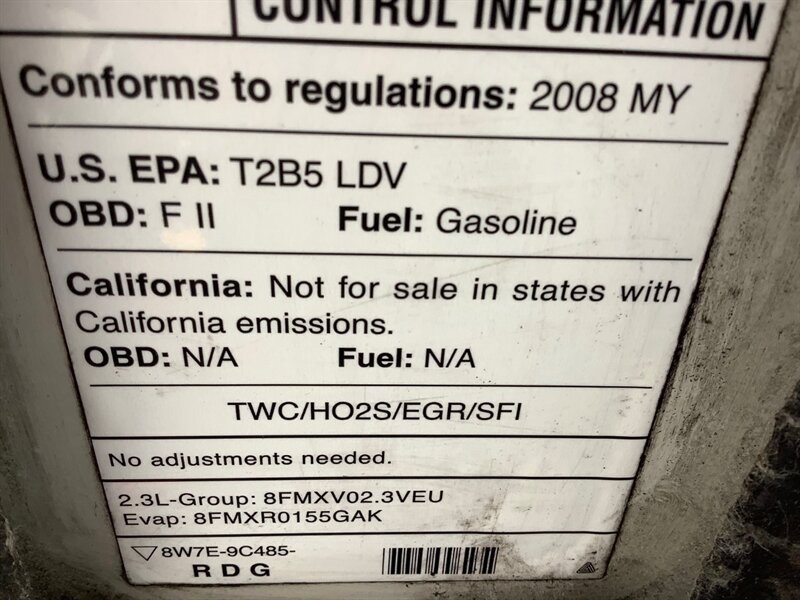 CONTROL INFORMATION
Conforms to regulations: 2008 MY
U.S. EPA: T2B5 LDV
OBD: F II Fuel: Gasoline
California: Not for sale in states with
California emissions.
OBD: N/A Fuel: N/A
TWC/HO2S/EGR/SFI
No adjustments needed.
2.3L-Group: 8FMXV02.3VEU
Evap: 8FMXR0155GAK
8W7E-9C485-
R D G